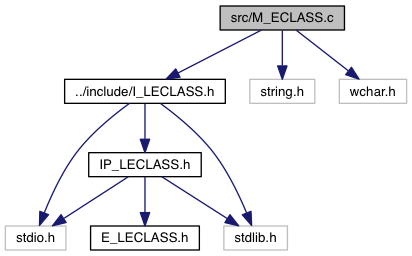 src/M_ECLASS.c
../include/I_LECLASS.h
string.h
wchar.h
IP_LECLASS.h
stdio.h
E_LECLASS.h
stdlib.h